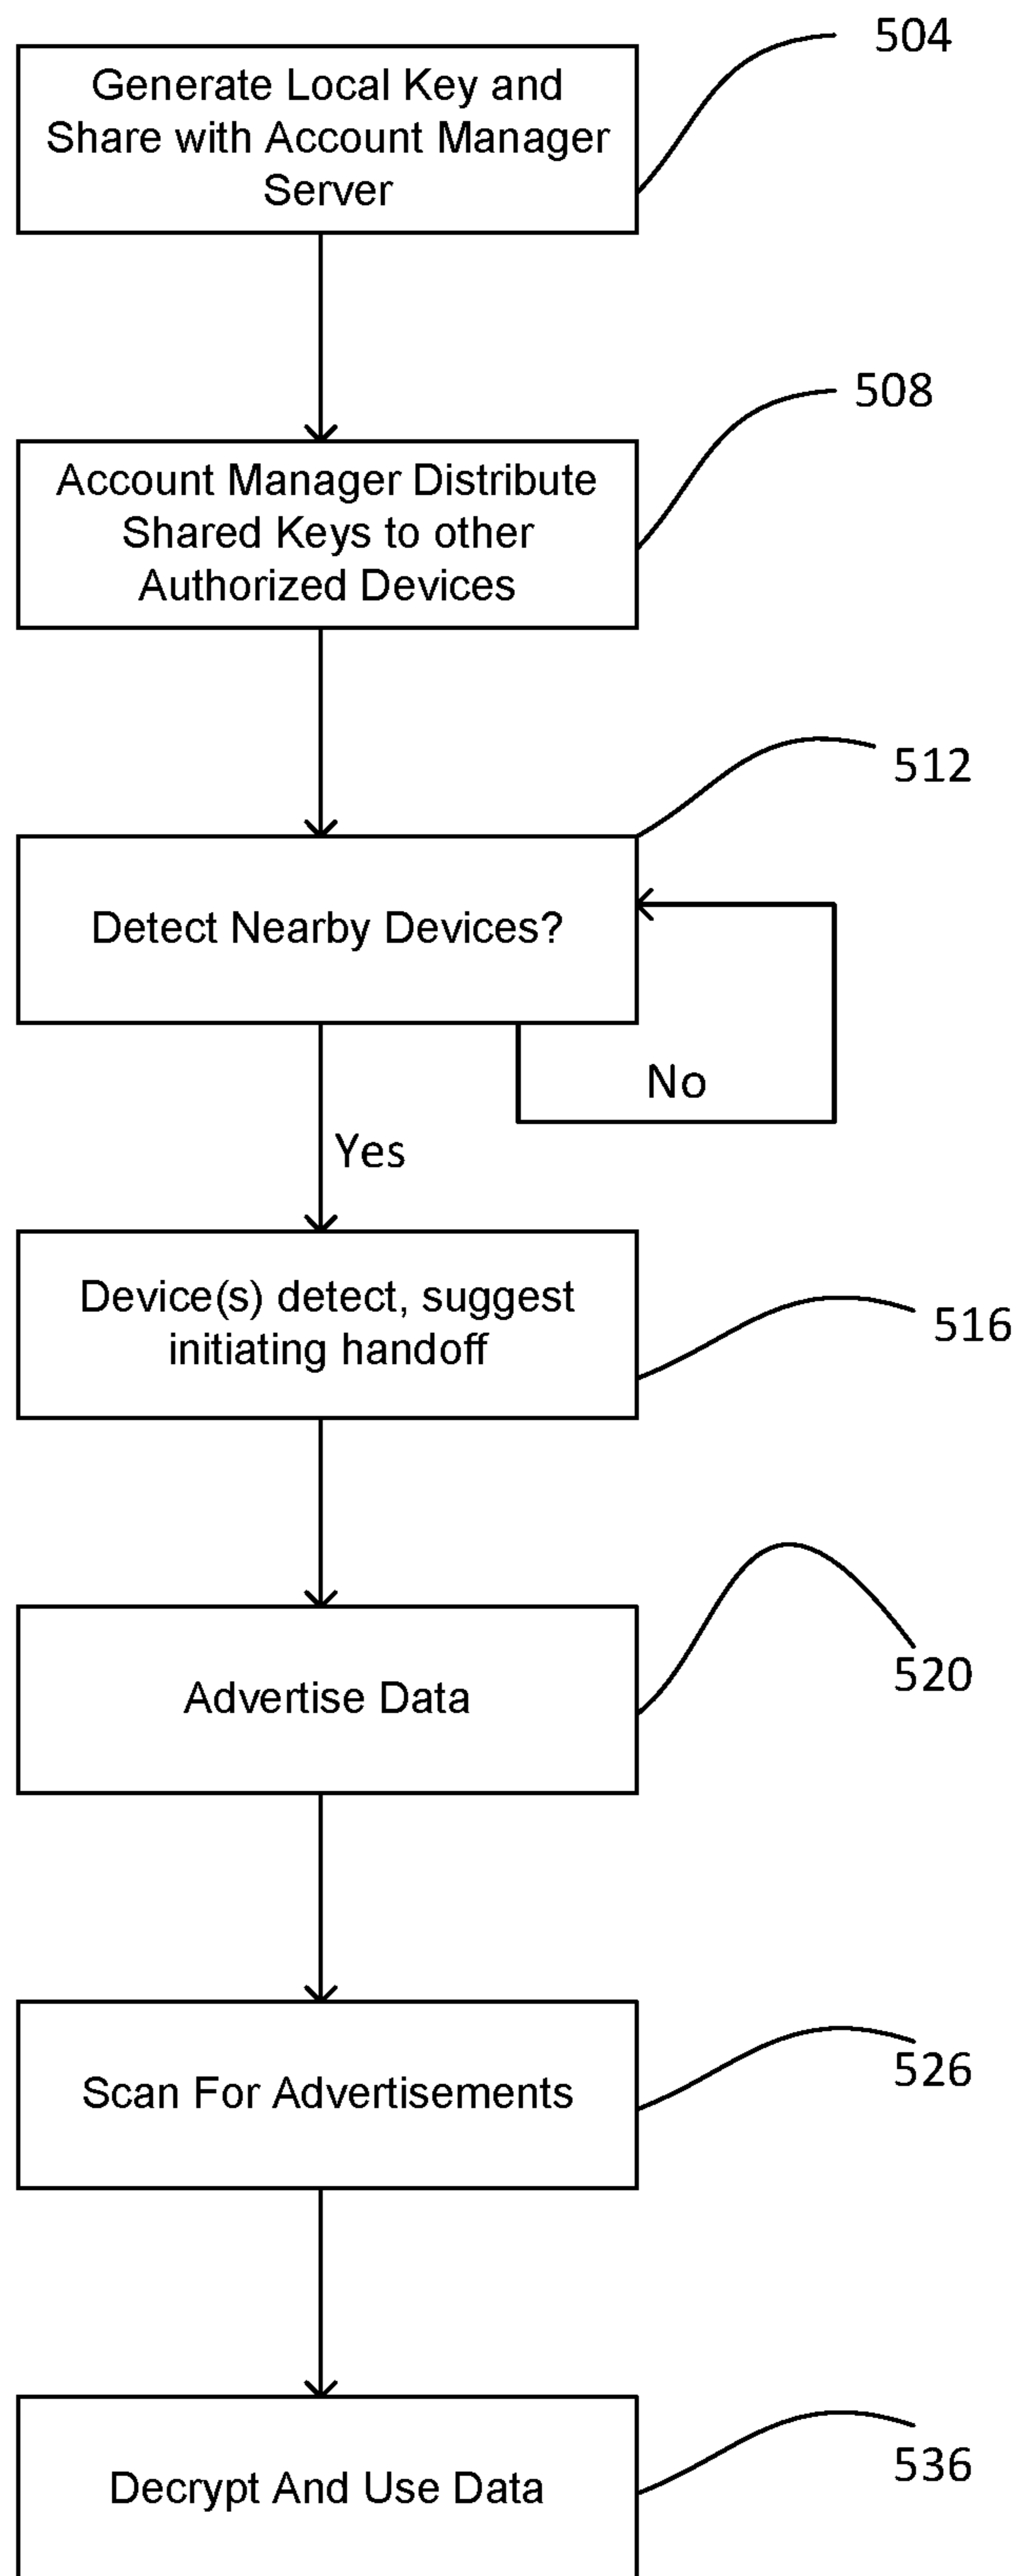 504
Generate Local Key and
Share with Account Manager
Server
508
Account Manager Distribute
Shared Keys to other
Authorized Devices
512
Detect Nearby Devices?
No
Yes
Device(s) detect, suggest
initiating handoff
516
Advertise Data
520
Scan For Advertisements
526
Decrypt And Use Data
536